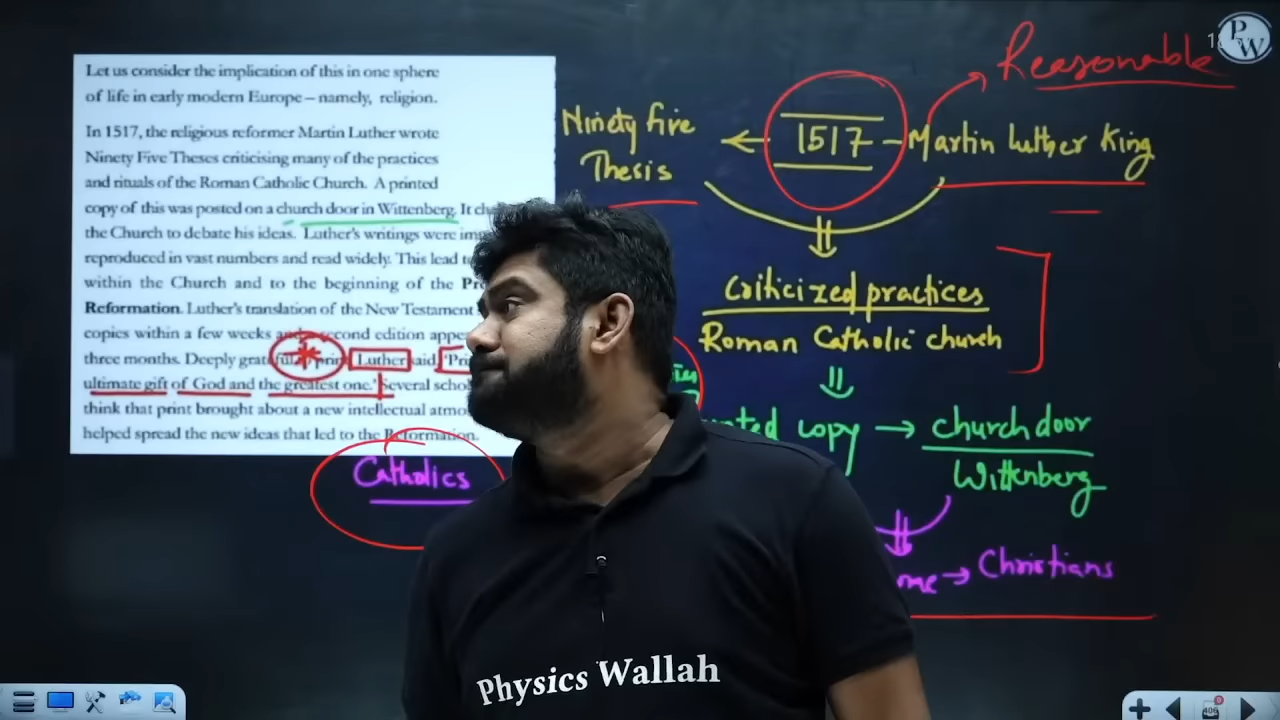 Let us consider the implication of this in one sphere
of life in early modern Europe – namely, religion.
In 1517, the religious reformer Martin Luther wrote
Ninety Five Theses criticising many of the practices
and rituals of the Roman Catholic Church. A printed
copy of this was posted on a church door in Wittenberg. It
the Church to debate his ideas. Luther's writings were
reproduced in vast numbers and read widely. This lead
within the Church and to the beginning of the
Reformation. Luther's translation of the New Testament
copies within a few weeks and second edition
three months. Deeply grateful Luther said,
ultimate gift of God and the greatest one.' Several
think that print brought about a new intellectual
helped spread the new ideas that led to the Reformation.
Catholics
Reasonable
Ninety five
Thesis
1517 - Martin Luther King
Criticized practices
Roman Catholic church
copy → church door
Wittenberg
→ Christians
PW
Physics Wallah
406